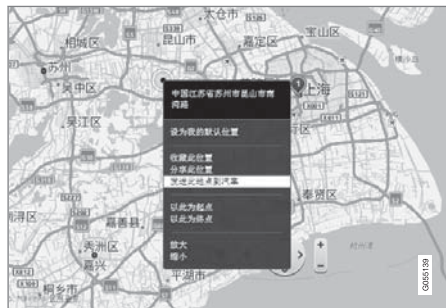 太仓市
宝山区
相城区
昆山市
嘉定区
苏州
吴中区
上海
吴江区
中国江苏省苏州市昆山市南
湾路
设为我的默认位置
收藏此位置
分享此位置
发送此地点到汽车
以此为起点
以此为终点
放大
缩小
奉贤区
嘉善县
秀洲区
嘉兴
平湖市
桐乡市
杭州湾
G055139